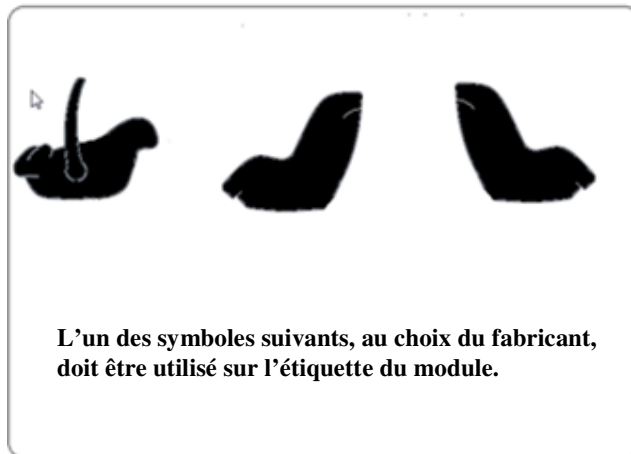 L’un des symboles suivants, au choix du fabricant,
doit être utilisé sur l’étiquette du module.